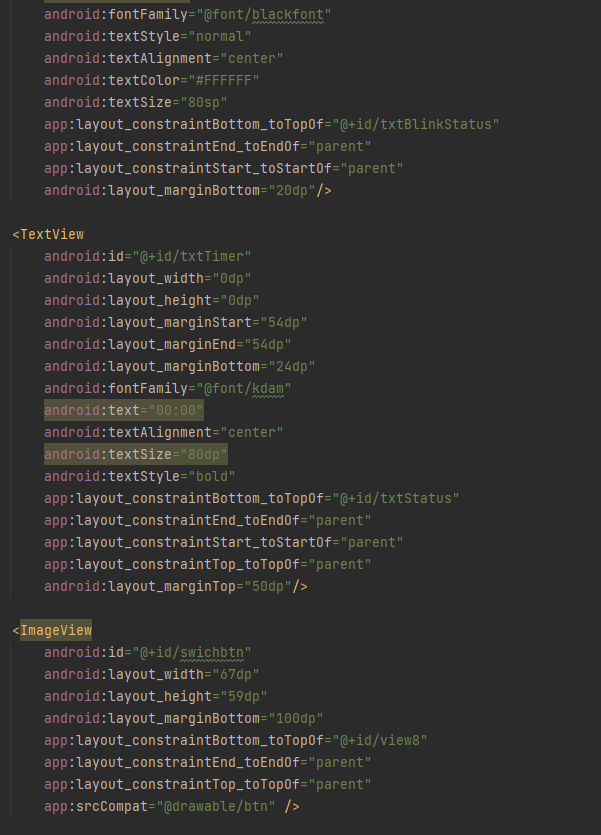 android:fontFamily="@font/blackfont"
android:textStyle="normal"
android:textAlignment="center"
android:textColor="#FFFFFF"
android:textSize="80sp"
app:layout_constraintBottom_toTopOf="@+id/txtBlinkStatus"
app:layout_constraintEnd_toEndOf="parent"
app:layout_constraintStart_toStartOf="parent"
android:layout_marginBottom="20dp"/>
<TextView
android:id="@+id/txtTimer"
android:layout_width="0dp"
android:layout_height="0dp"
android:layout_marginStart="54dp"
android:layout_marginEnd="54dp"
android:layout_marginBottom="24dp"
android:fontFamily="@font/kdam"
android:text="00:00"
android:textAlignment="center"
android:textSize="80dp"
android:textStyle="bold"
app:layout_constraintBottom_toTopOf="@+id/txtStatus"
app:layout_constraintEnd_toEndOf="parent"
app:layout_constraintStart_toStartOf="parent"
app:layout_constraintTop_toTopOf="parent"
android:layout_marginTop="50dp"/>
<ImageView
android:id="@+id/swichbtn"
android:layout_width="67dp"
android:layout_height="59dp"
android:layout_marginBottom="100dp"
app:layout_constraintBottom_toTopOf="@+id/view8"
app:layout_constraintEnd_toEndOf="parent"
app:layout_constraintTop_toTopOf="parent"
app:srcCompat="@drawable/btn" />